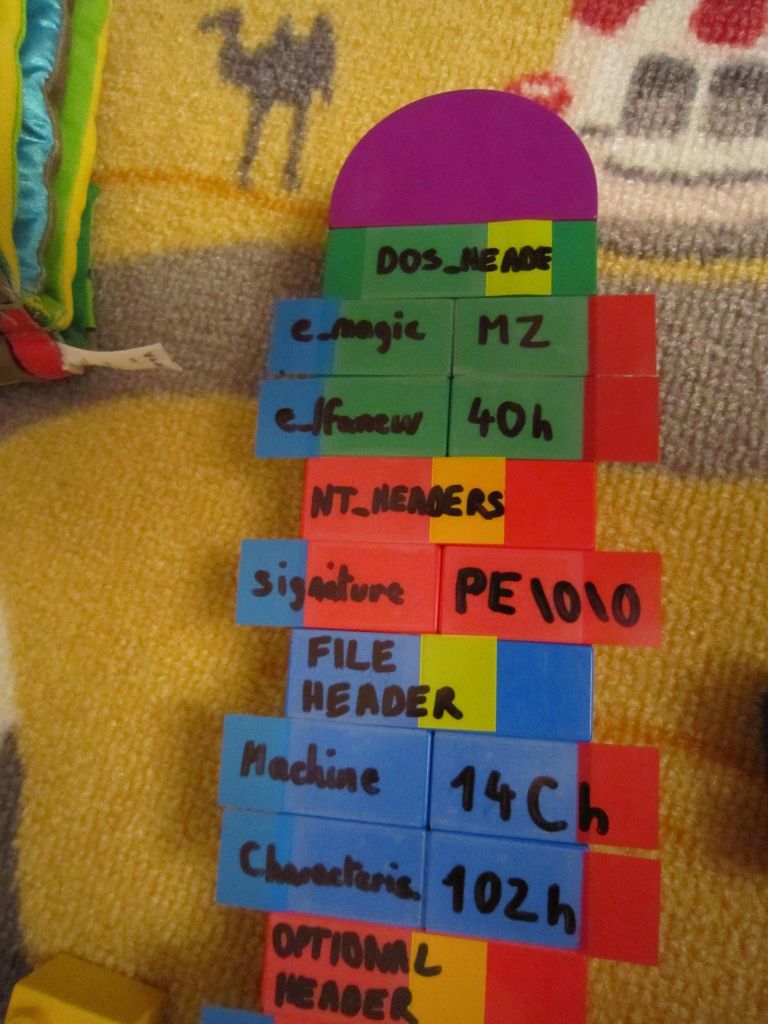 DOS_HEADE
e_magic MZ
e_lfanew 40h
NT_HEADERS
signature PE\0\0
FILE
HEADER
Machine 14Ch
Characteris. 102h
OPTIONAL
HEADER